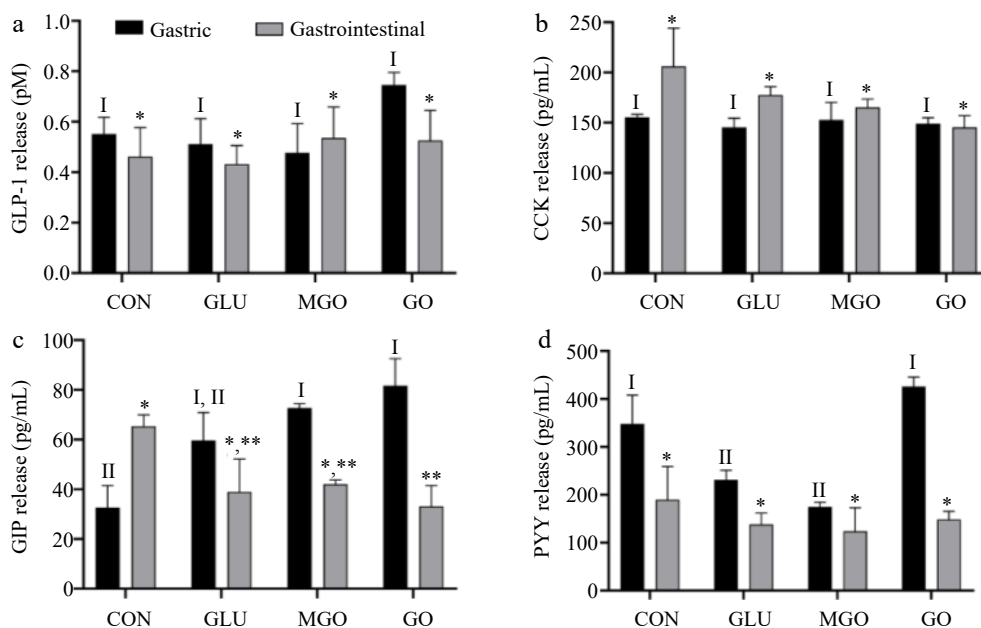 a
Gastric
Gastrointestinal
GLP-1 release (pM)
1.0
0.8
0.6
0.4
0.2
0.0
I
*
I
*
I
*
I
*
CON
GLU
MGO
GO
b
CCK release (pg/mL)
250
200
150
100
50
0
I
*
I
*
I
*
I
*
CON
GLU
MGO
GO
c
GIP release (pg/mL)
100
80
60
40
20
0
II
*
I, II
*,**
I
*,**
I
**
CON
GLU
MGO
GO
d
PYY release (pg/mL)
500
400
300
200
100
0
I
*
II
*
II
*
I
*
CON
GLU
MGO
GO